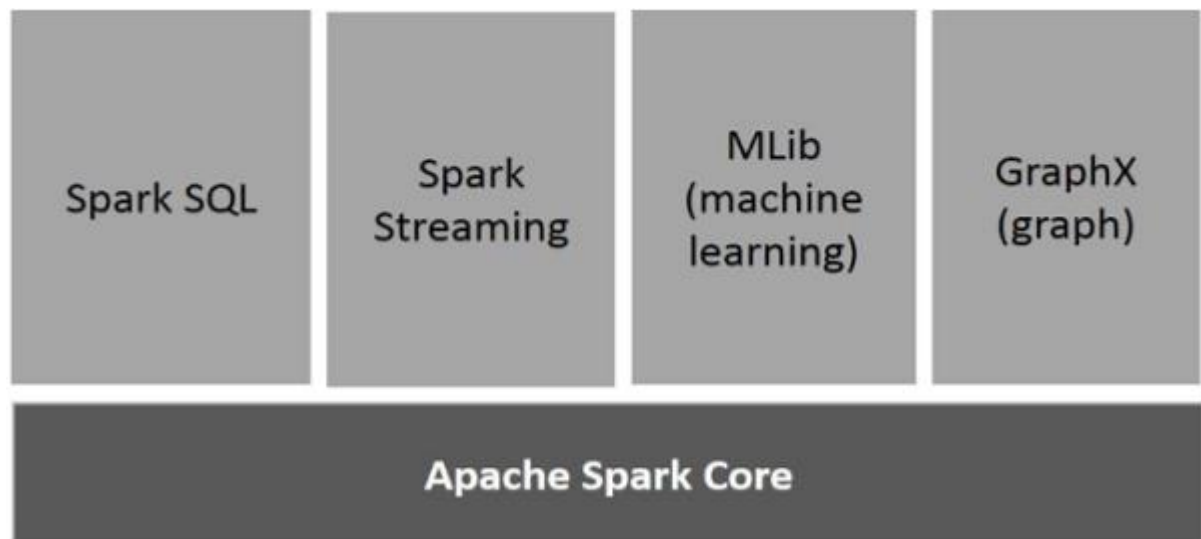 Spark SQL
Spark
Streaming
MLib
(machine
learning)
GraphX
(graph)
Apache Spark Core